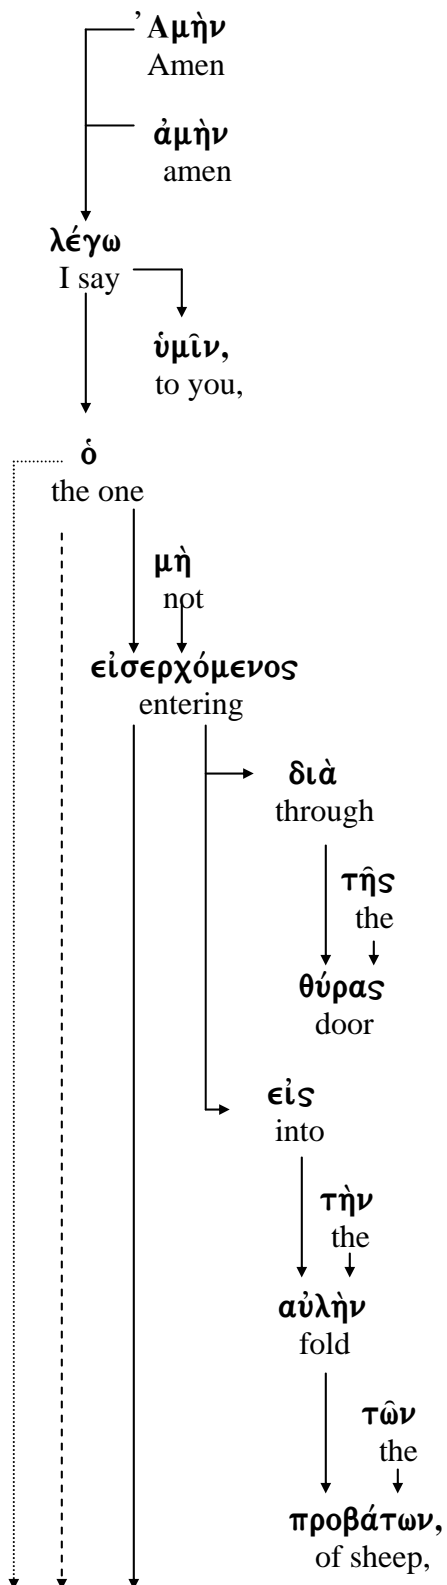 Ἀμὴν
Amen
ἀμὴν
amen
λέγω
I say
ὑμῖν,
to you,
ὁ
the one
μὴ
not
εἰσερχόμενος
entering
διὰ
through
τῆς
the
θύρας
door
εἰς
into
τὴν
the
αὐλὴν
fold
τῶν
the
προβάτων,
of sheep,